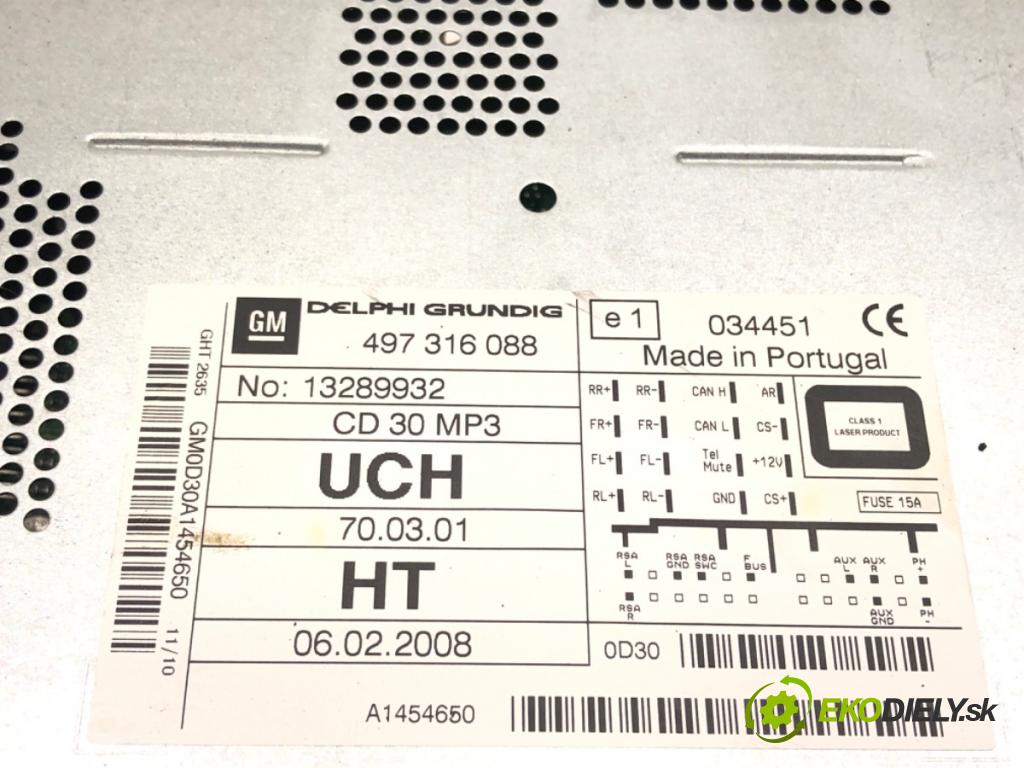 GM
DELPHI GRUNDIG
497 316 088
No: 13289932
CD 30 MP3
UCH
70.03.01
HT
06.02.2008
GHT 2635
GM0D30A1454650
11/10
e 1
034451
CE
Made in Portugal
RR+ RR- CAN H AR
FR+ FR- CAN L CS-
FL+ FL- Tel Mute +12V
RL+ RL- GND CS+
CLASS 1
LASER PRODUCT
FUSE 15A
RSA L RSA GND RSA SWC F BUS AUX L AUX R PH +
RSA R AUX GND PH -
0D30
A1454650
EKODIELY.sk